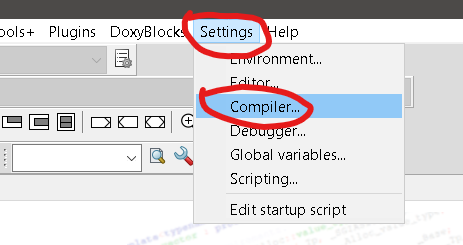 ools+ Plugins DoxyBlocks Settings Help
Environment...
Editor...
Compiler...
Debugger...
Global variables...
Scripting...
Edit startup script